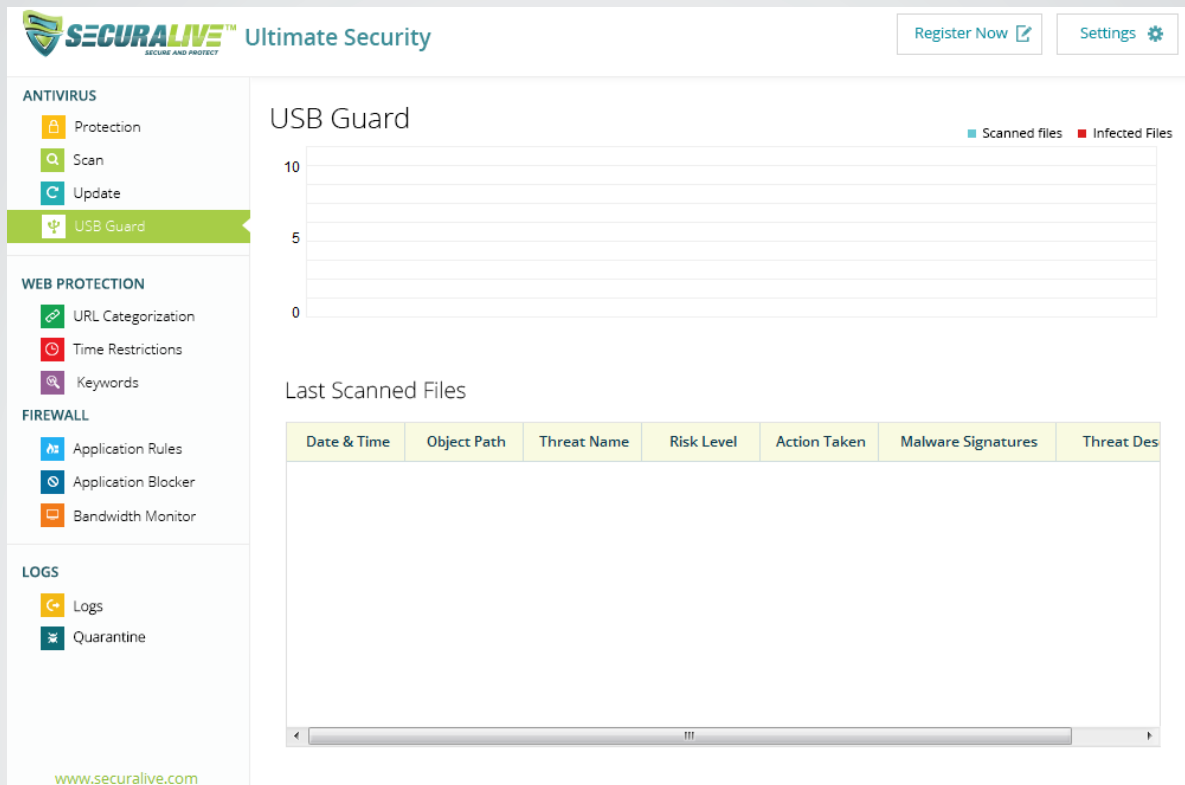 SECURALIVE™ Ultimate Security
SECURE AND PROTECT
Register Now
Settings
ANTIVIRUS
Protection
Scan
Update
USB Guard
WEB PROTECTION
URL Categorization
Time Restrictions
Keywords
FIREWALL
Application Rules
Application Blocker
Bandwidth Monitor
LOGS
Logs
Quarantine
www.securalive.com
USB Guard
Scanned files Infected Files
10
5
0
Last Scanned Files
Date & Time Object Path Threat Name Risk Level Action Taken Malware Signatures Threat Des